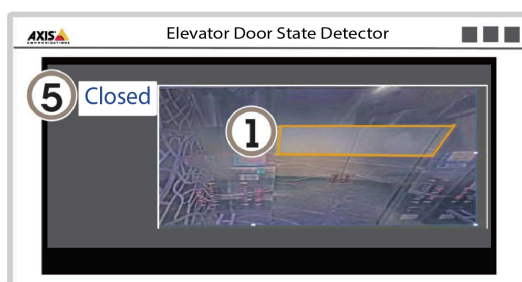 AXIS
COMMUNICATIONS
Elevator Door State Detector
5 Closed
1